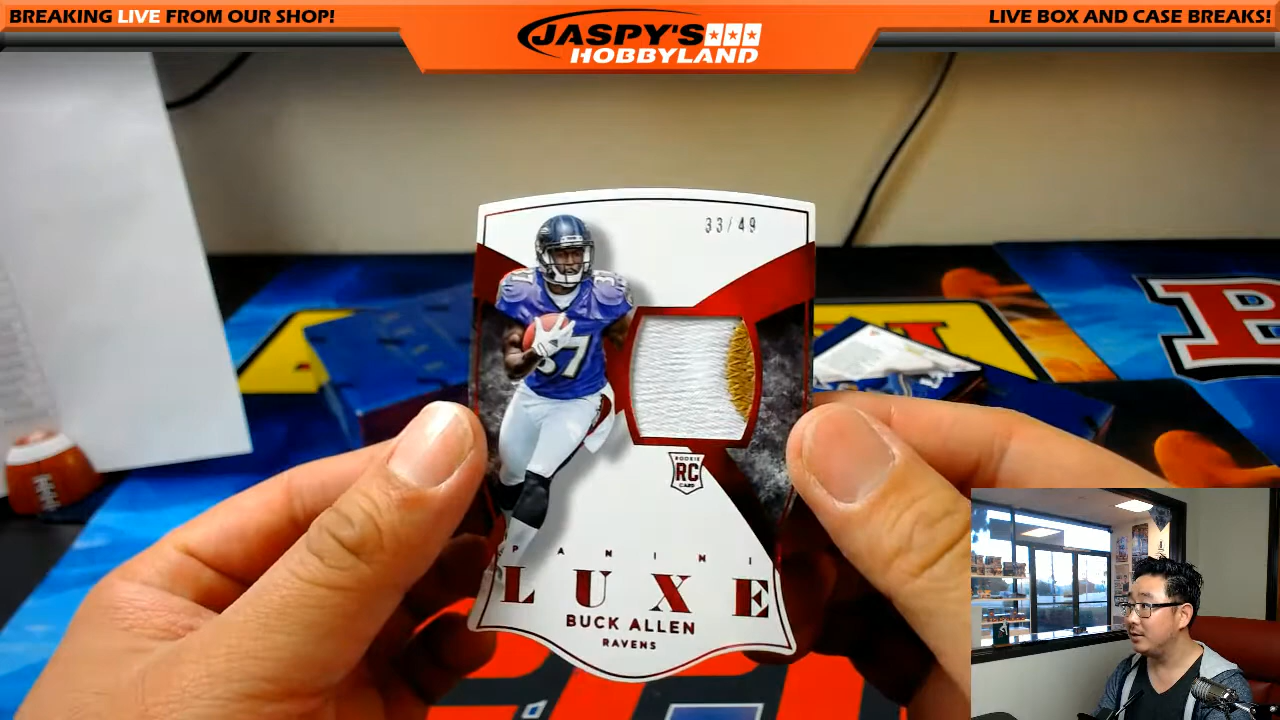 BREAKING LIVE FROM OUR SHOP!
JASPY'S
HOBBYLAND
LIVE BOX AND CASE BREAKS!
33/49
37
37
ROOKIE
RC
CARD
PANINI
LUXE
BUCK ALLEN
RAVENS